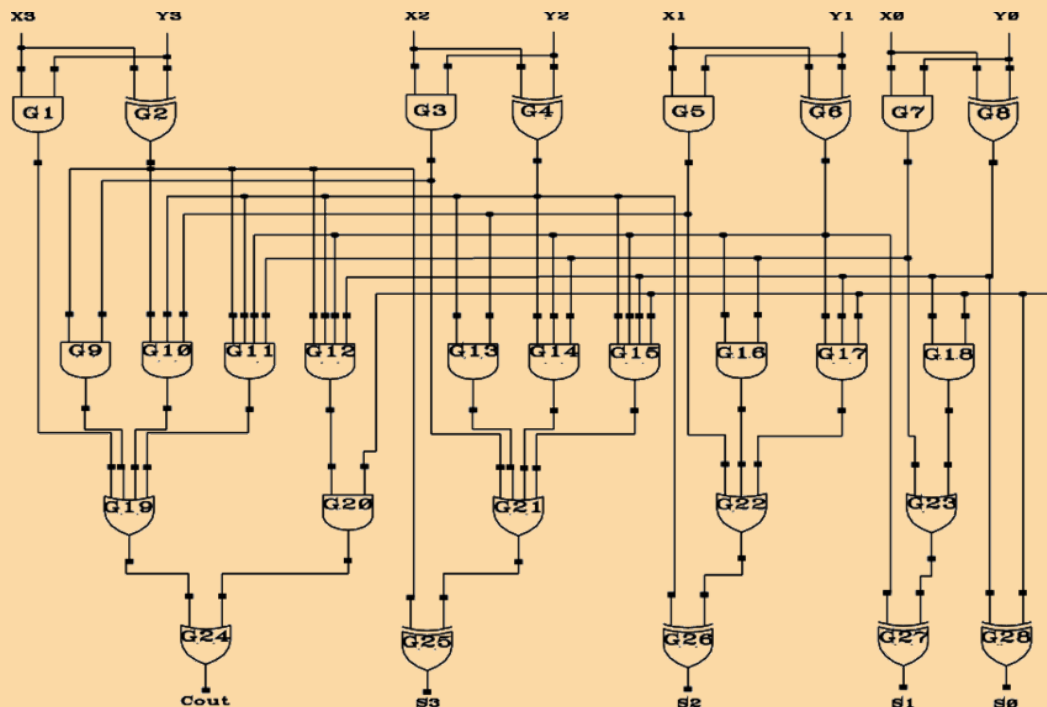 X3 Y3 X2 Y2 X1 Y1 X0 Y0
G1 G2 G3 G4 G5 G6 G7 G8
G9 G10 G11 G12 G13 G14 G15 G16 G17 G18
G19 G20 G21 G22 G23
G24 G25 G26 G27 G28
Cout S3 S2 S1 S0